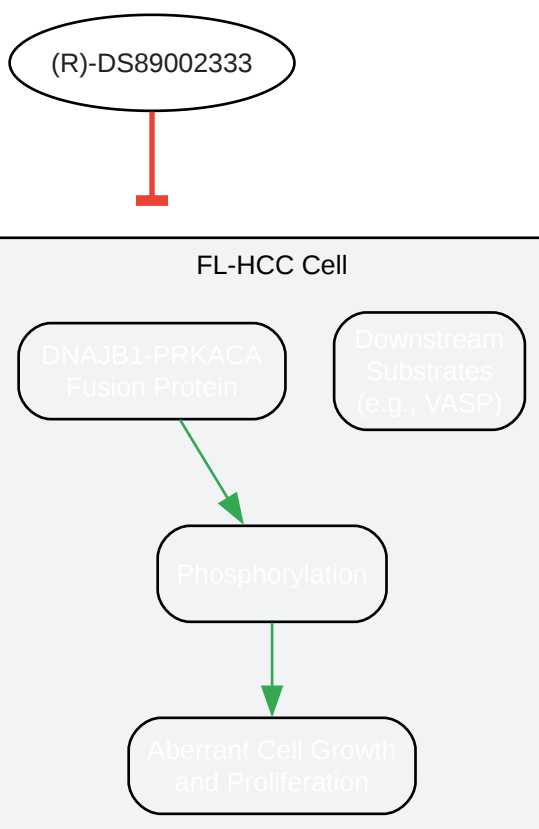 (R)-DS89002333
FL-HCC Cell
DNAJB1-PRKACA
Fusion Protein
Downstream
Substrates
(e.g., VASP)
Phosphorylation
Aberrant Cell Growth
and Proliferation